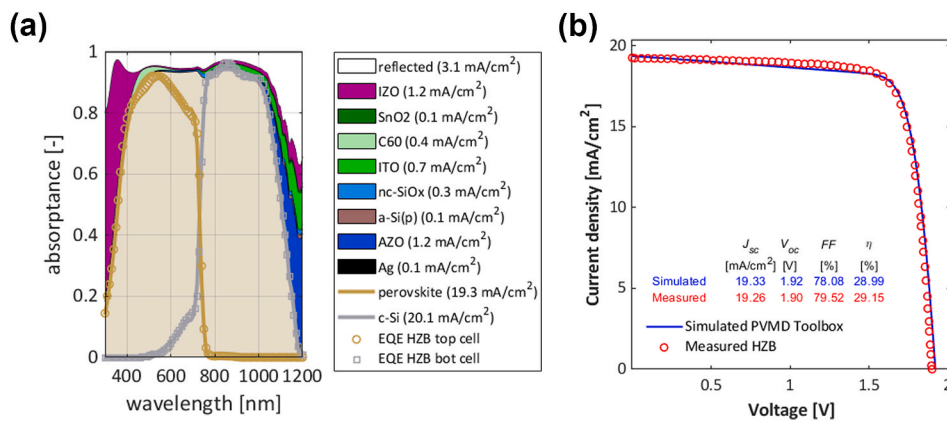 (a)
absorptance [-]
1
0.8
0.6
0.4
0.2
0
400 600 800 1000 1200
wavelength [nm]
reflected (3.1 mA/cm²)
IZO (1.2 mA/cm²)
SnO2 (0.1 mA/cm²)
C60 (0.4 mA/cm²)
ITO (0.7 mA/cm²)
nc-SiOx (0.3 mA/cm²)
a-Si(p) (0.1 mA/cm²)
AZO (1.2 mA/cm²)
Ag (0.1 mA/cm²)
perovskite (19.3 mA/cm²)
c-Si (20.1 mA/cm²)
EQE HZB top cell
EQE HZB bot cell
(b)
Current density [mA/cm²]
20
15
10
5
0
Jsc Voc FF η
[mA/cm²] [V] [%] [%]
Simulated 19.33 1.92 78.08 28.99
Measured 19.26 1.90 79.52 29.15
Simulated PVMD Toolbox
Measured HZB
0.5 1.0 1.5 2
Voltage [V]